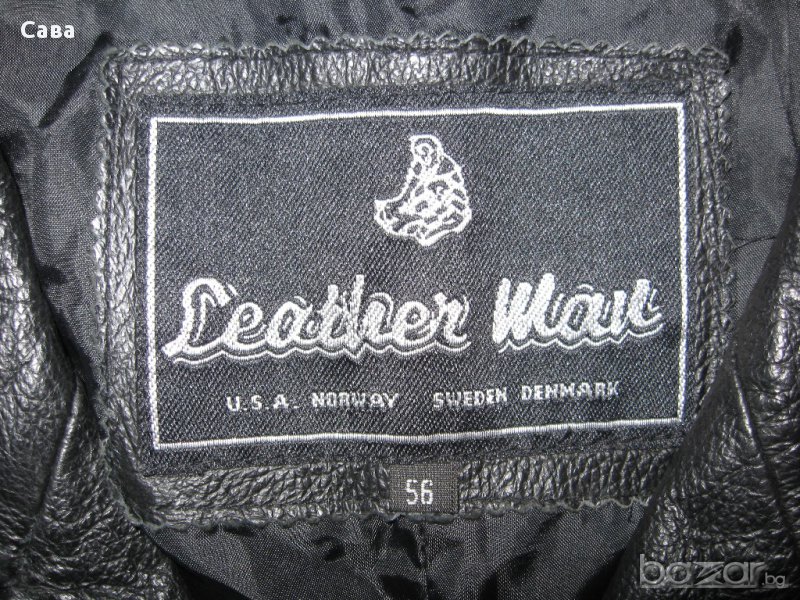 Сава
Leather Man
U.S.A. NORWAY SWEDEN DENMARK
56
bazar.bg